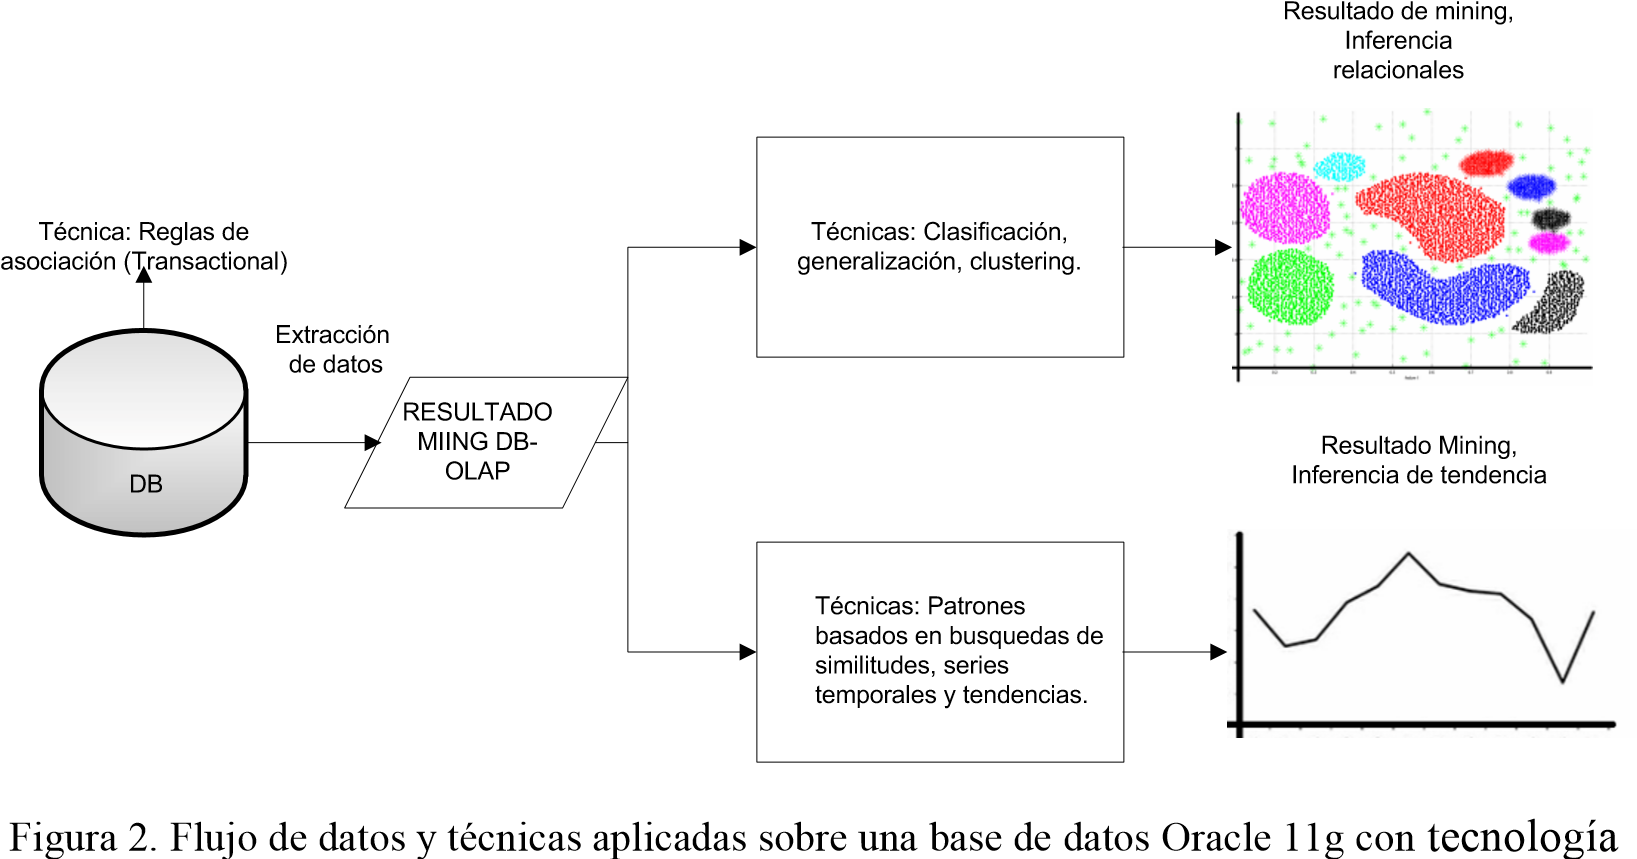 Resultado de mining,
Inferencia
relacionales
Técnica: Reglas de
asociación (Transactional)
Extracción
de datos
DB
RESULTADO
MIING DB-
OLAP
Técnicas: Clasificación,
generalización, clustering.
Resultado Mining,
Inferencia de tendencia
Técnicas: Patrones
basados en busquedas de
similitudes, series
temporales y tendencias.
Figura 2. Flujo de datos y técnicas aplicadas sobre una base de datos Oracle 11g con tecnología